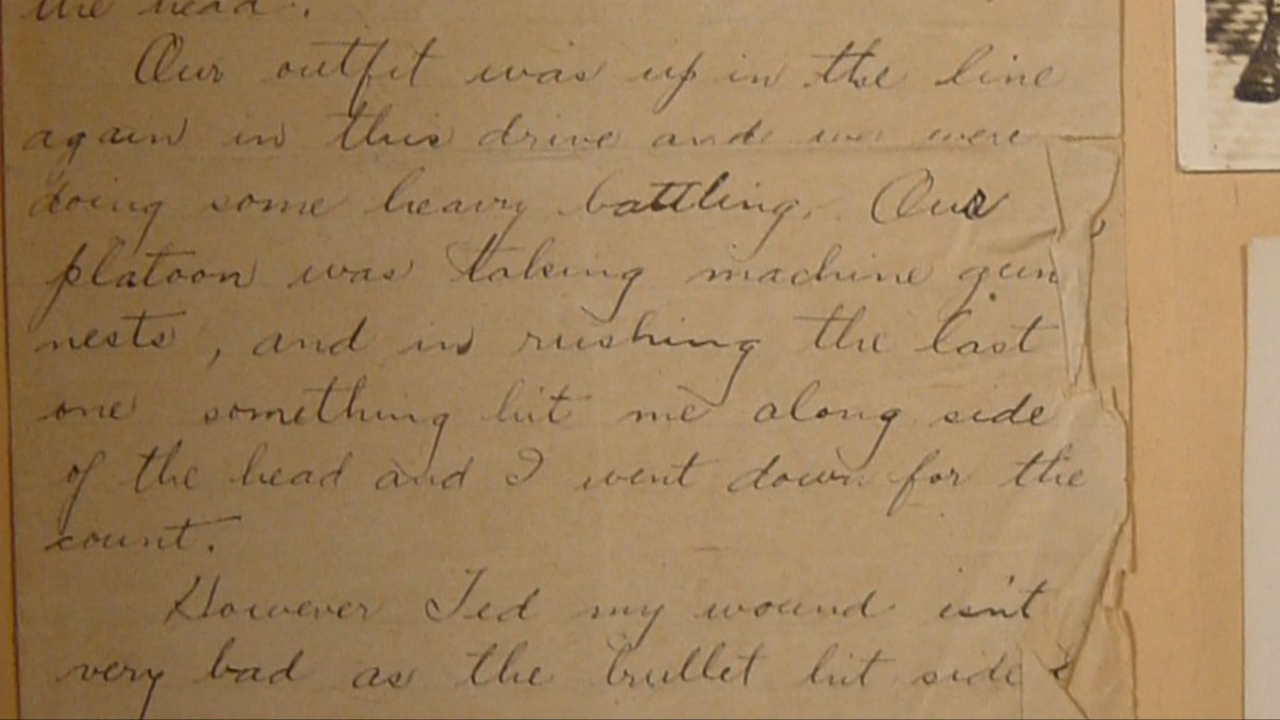 the head.
Our outfit was up in the line
again in this drive and we were
doing some heavy battling. Our
platoon was taking machine gun
nests, and in rushing the last
one something hit me along side
of the head and I went down for the
count.
However Ted my wound isn't
very bad as the bullet hit side